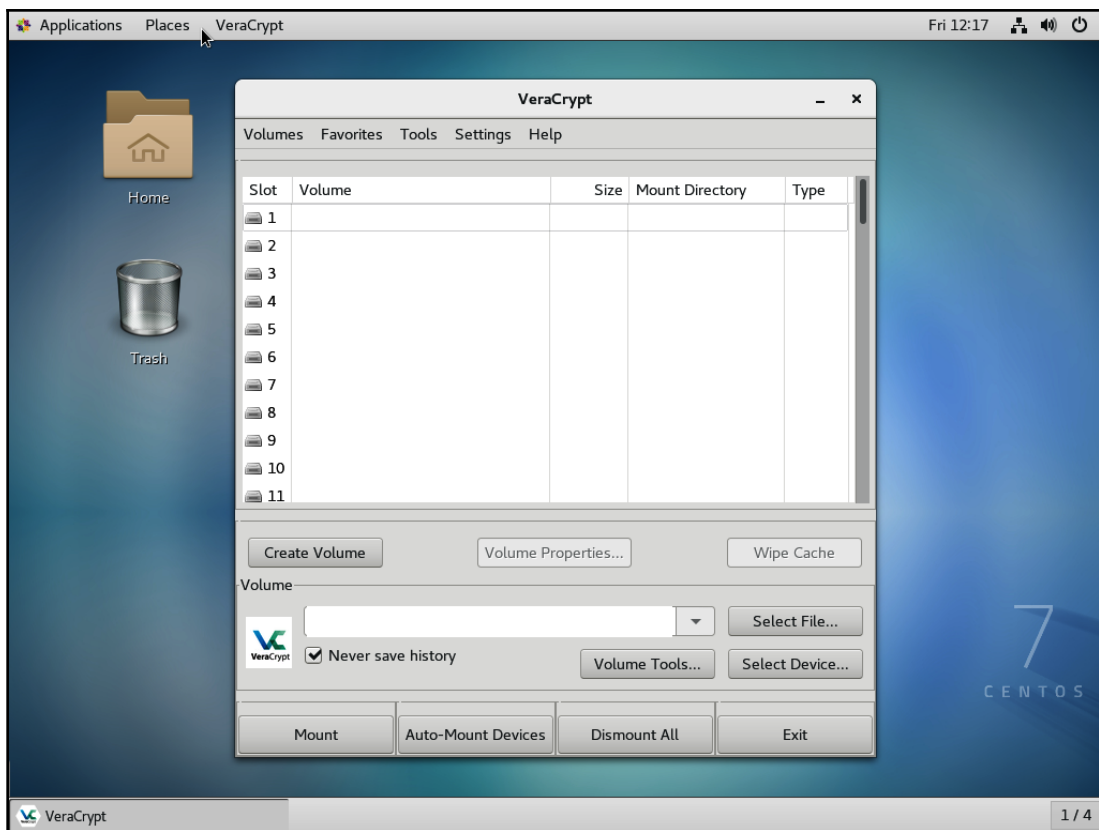 Applications Places VeraCrypt Fri 12:17
VeraCrypt
Volumes Favorites Tools Settings Help
Slot Volume Size Mount Directory Type
1
2
3
4
5
6
7
8
9
10
11
Home
Trash
Create Volume Volume Properties... Wipe Cache
Volume
VeraCrypt
Select File...
Never save history
Volume Tools... Select Device...
Mount Auto-Mount Devices Dismount All Exit
7
CENTOS
VeraCrypt 1 / 4